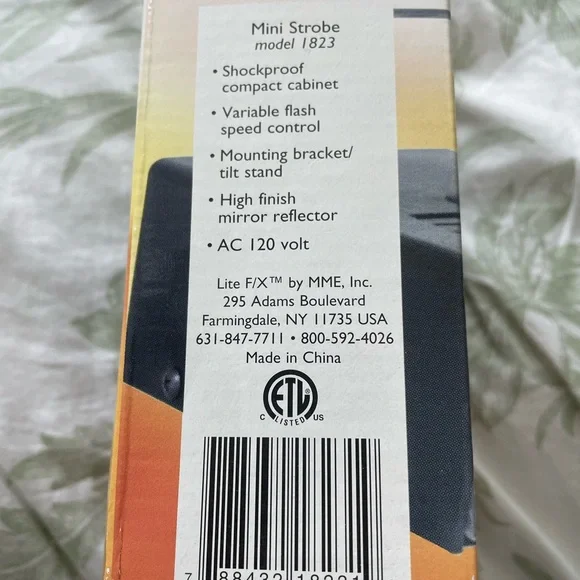 Mini Strobe
model 1823
• Shockproof
compact cabinet
• Variable flash
speed control
• Mounting bracket/
tilt stand
• High finish
mirror reflector
• AC 120 volt
Lite F/X™ by MME, Inc.
295 Adams Boulevard
Farmingdale, NY 11735 USA
631-847-7711 • 800-592-4026
Made in China
ETL
C LISTED US